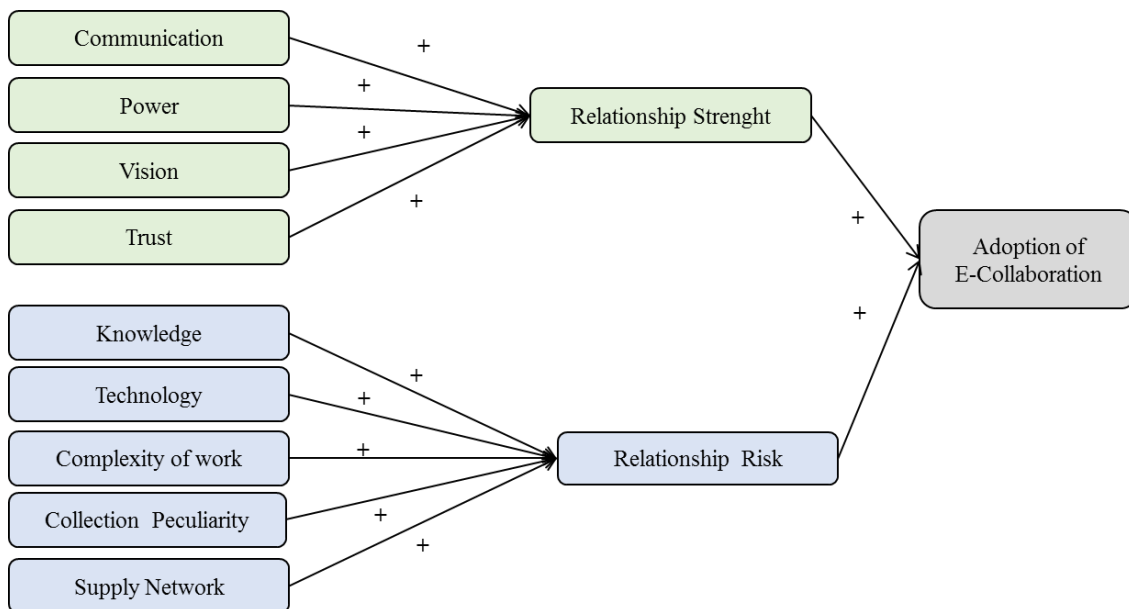 Communication
+
Power
+
Vision
+
Trust
+
Relationship Strenght
+
Adoption of
E-Collaboration
Knowledge
+
Technology
+
Complexity of work
+
Collection Peculiarity
+
Supply Network
+
Relationship Risk
+